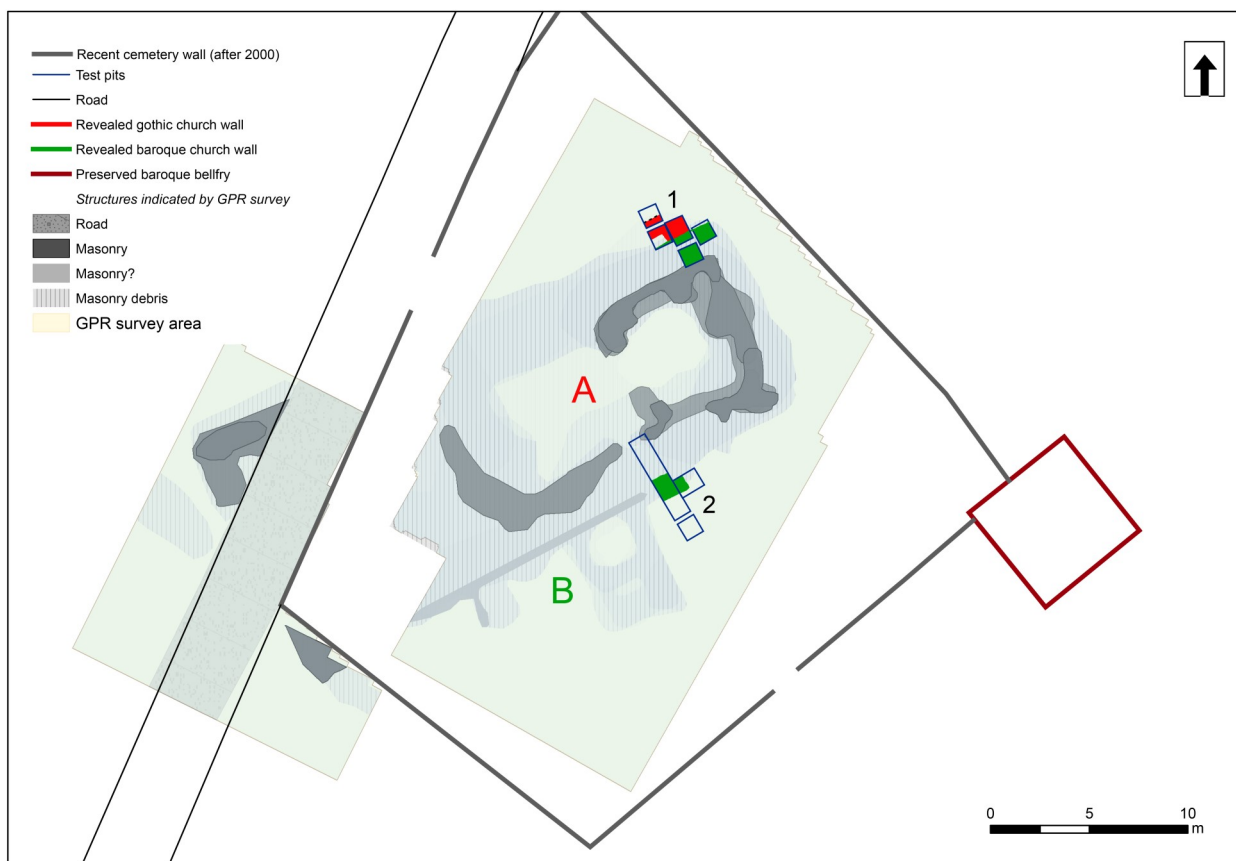 Recent cemetery wall (after 2000)
Test pits
Road
Revealed gothic church wall
Revealed baroque church wall
Preserved baroque bellfry
Structures indicated by GPR survey
Road
Masonry
Masonry?
Masonry debris
GPR survey area
1
A
2
B
0 5 10
m